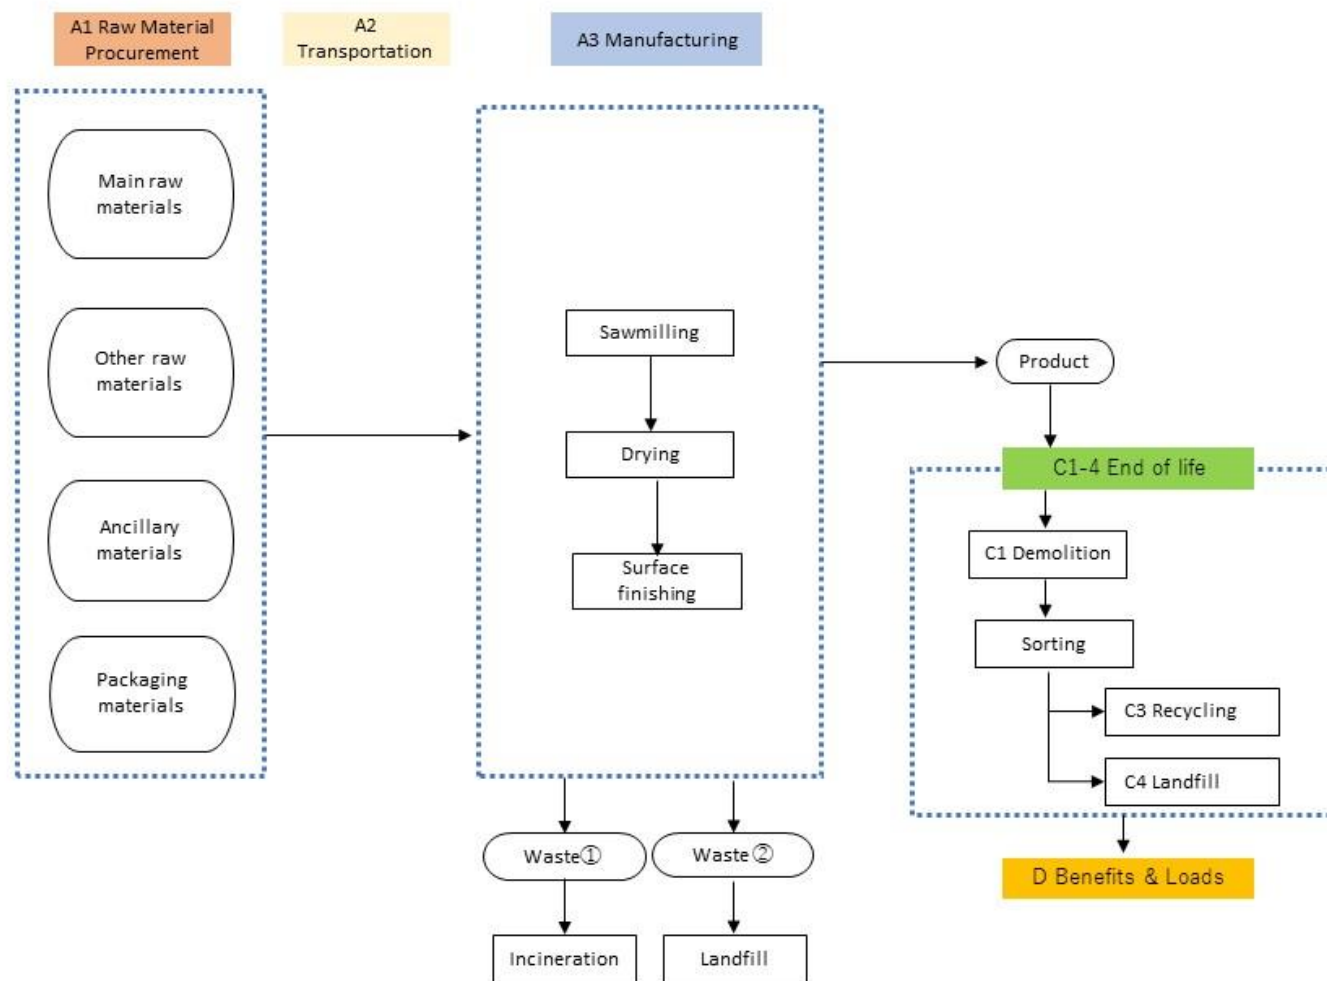 A1 Raw Material
Procurement
A2
Transportation
A3 Manufacturing
Main raw
materials
Other raw
materials
Ancillary
materials
Packaging
materials
Sawmilling
Drying
Surface
finishing
Waste①
Waste②
Incineration
Landfill
Product
C1-4 End of life
C1 Demolition
Sorting
C3 Recycling
C4 Landfill
D Benefits & Loads